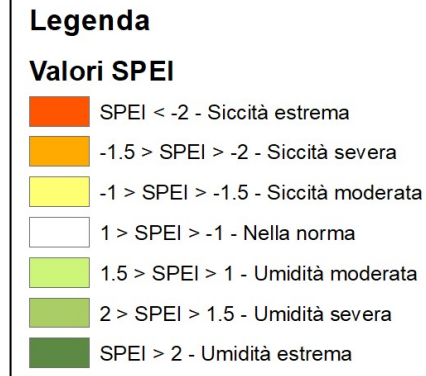 Legenda
Valori SPEI
SPEI < -2 - Siccità estrema
-1.5 > SPEI > -2 - Siccità severa
-1 > SPEI > -1.5 - Siccità moderata
1 > SPEI > -1 - Nella norma
1.5 > SPEI > 1 - Umidità moderata
2 > SPEI > 1.5 - Umidità severa
SPEI > 2 - Umidità estrema